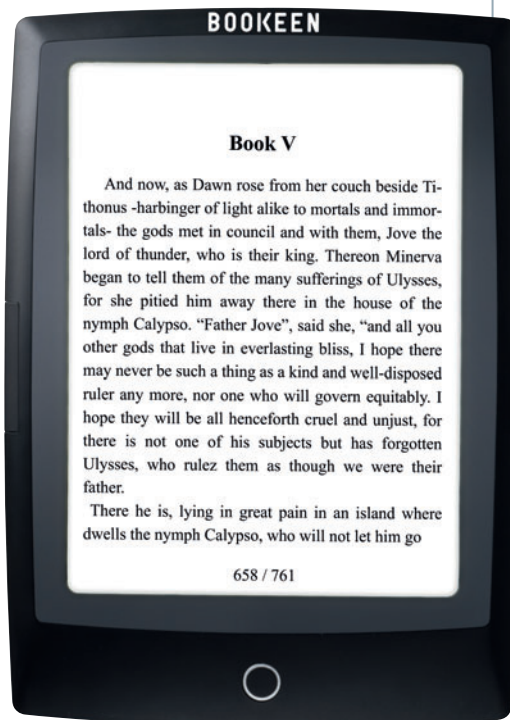 BOOKEEN
Book V
And now, as Dawn rose from her couch beside Ti-
thonus -harbinger of light alike to mortals and immor-
tals- the gods met in council and with them, Jove the
lord of thunder, who is their king. Thereon Minerva
began to tell them of the many sufferings of Ulysses,
for she pitied him away there in the house of the
nymph Calypso. “Father Jove”, said she, “and all you
other gods that live in everlasting bliss, I hope there
may never be such a thing as a kind and well-disposed
ruler any more, nor one who will govern equitably. I
hope they will be all henceforth cruel and unjust, for
there is not one of his subjects but has forgotten
Ulysses, who rulez them as though we were their
father.
There he is, lying in great pain in an island where
dwells the nymph Calypso, who will not let him go
658 / 761